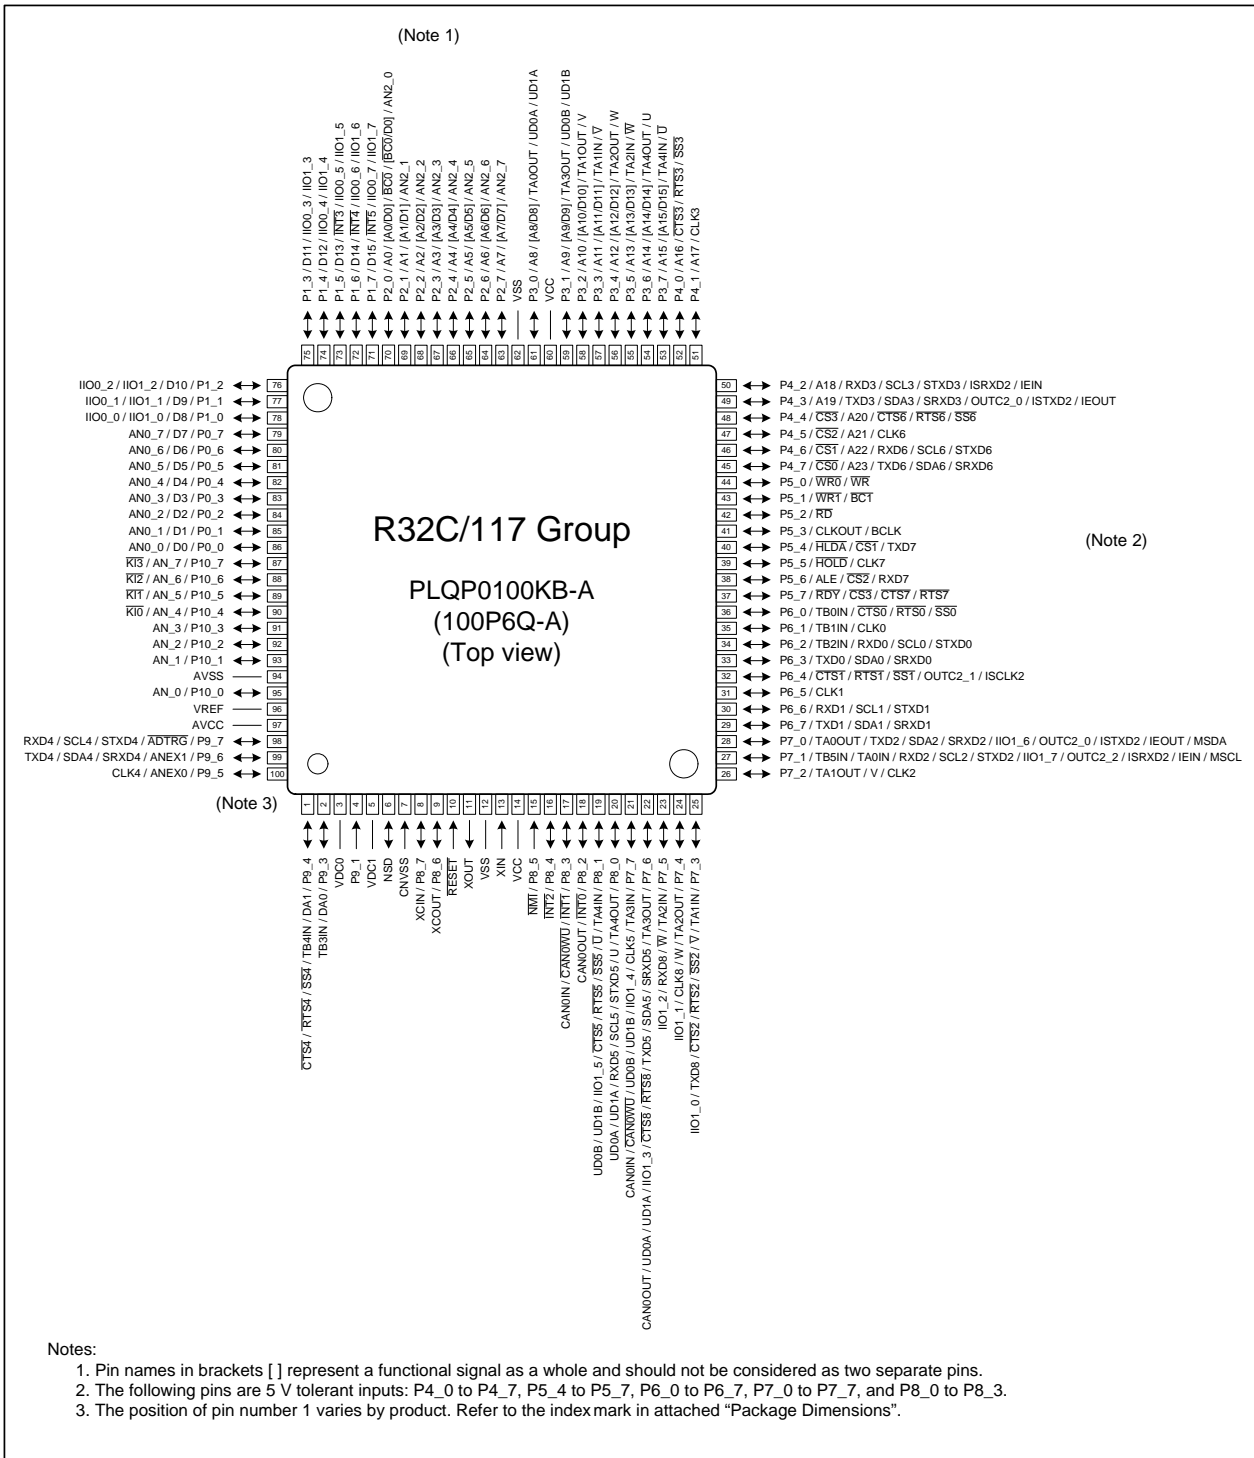 (Note 1)
P1_3 / D11 / IIO0_3 / IIO1_3
P1_4 / D12 / IIO0_4 / IIO1_4
P1_5 / D13 / INT3 / IIO0_5 / IIO1_5
P1_6 / D14 / INT4 / IIO0_6 / IIO1_6
P1_7 / D15 / INT5 / IIO0_7 / IIO1_7
P2_0 / A0 / [A0/D0] / BC0 / [BC0/D0] / AN2_0
P2_1 / A1 / [A1/D1] / AN2_1
P2_2 / A2 / [A2/D2] / AN2_2
P2_3 / A3 / [A3/D3] / AN2_3
P2_4 / A4 / [A4/D4] / AN2_4
P2_5 / A5 / [A5/D5] / AN2_5
P2_6 / A6 / [A6/D6] / AN2_6
P2_7 / A7 / [A7/D7] / AN2_7
VSS
P3_0 / A8 / [A8/D8] / TA0OUT / UD0A / UD1A
VCC
P3_1 / A9 / [A9/D9] / TA3OUT / UD0B / UD1B
P3_2 / A10 / [A10/D10] / TA1OUT / V
P3_3 / A11 / [A11/D11] / TA1IN / V
P3_4 / A12 / [A12/D12] / TA2OUT / W
P3_5 / A13 / [A13/D13] / TA2IN / W
P3_6 / A14 / [A14/D14] / TA4OUT / U
P3_7 / A15 / [A15/D15] / TA4IN / U
P4_0 / A16 / CTS3 / RTS3 / SS3
P4_1 / A17 / CLK3
75 74 73 72 71 70 69 68 67 66 65 64 63 62 61 60 59 58 57 56 55 54 53 52 51
IIO0_2 / IIO1_2 / D10 / P1_2 76
IIO0_1 / IIO1_1 / D9 / P1_1 77
IIO0_0 / IIO1_0 / D8 / P1_0 78
AN0_7 / D7 / P0_7 79
AN0_6 / D6 / P0_6 80
AN0_5 / D5 / P0_5 81
AN0_4 / D4 / P0_4 82
AN0_3 / D3 / P0_3 83
AN0_2 / D2 / P0_2 84
AN0_1 / D1 / P0_1 85
AN0_0 / D0 / P0_0 86
KI3 / AN_7 / P10_7 87
KI2 / AN_6 / P10_6 88
KI1 / AN_5 / P10_5 89
KI0 / AN_4 / P10_4 90
AN_3 / P10_3 91
AN_2 / P10_2 92
AN_1 / P10_1 93
AVSS 94
AN_0 / P10_0 95
VREF 96
AVCC 97
RXD4 / SCL4 / STXD4 / ADTRG / P9_7 98
TXD4 / SDA4 / SRXD4 / ANEX1 / P9_6 99
CLK4 / ANEX0 / P9_5 100
(Note 3)
R32C/117 Group
PLQP0100KB-A
(100P6Q-A)
(Top view)
50 P4_2 / A18 / RXD3 / SCL3 / STXD3 / ISRXD2 / IEIN
49 P4_3 / A19 / TXD3 / SDA3 / SRXD3 / OUTC2_0 / ISTXD2 / IEOUT
48 P4_4 / CS3 / A20 / CTS6 / RTS6 / SS6
47 P4_5 / CS2 / A21 / CLK6
46 P4_6 / CS1 / A22 / RXD6 / SCL6 / STXD6
45 P4_7 / CS0 / A23 / TXD6 / SDA6 / SRXD6
44 P5_0 / WR0 / WR
43 P5_1 / WR1 / BC1
42 P5_2 / RD
41 P5_3 / CLKOUT / BCLK
40 P5_4 / HLDA / CS1 / TXD7
39 P5_5 / HOLD / CLK7
38 P5_6 / ALE / CS2 / RXD7
37 P5_7 / RDY / CS3 / CTS7 / RTS7
36 P6_0 / TB0IN / CTS0 / RTS0 / SS0
35 P6_1 / TB1IN / CLK0
34 P6_2 / TB2IN / RXD0 / SCL0 / STXD0
33 P6_3 / TXD0 / SDA0 / SRXD0
32 P6_4 / CTS1 / RTS1 / SS1 / OUTC2_1 / ISCLK2
31 P6_5 / CLK1
30 P6_6 / RXD1 / SCL1 / STXD1
29 P6_7 / TXD1 / SDA1 / SRXD1
28 P7_0 / TA0OUT / TXD2 / SDA2 / SRXD2 / IIO1_6 / OUTC2_0 / ISTXD2 / IEOUT / MSDA
27 P7_1 / TB5IN / TA0IN / RXD2 / SCL2 / STXD2 / IIO1_7 / OUTC2_2 / ISRXD2 / IEIN / MSCL
26 P7_2 / TA1OUT / V / CLK2
(Note 2)
1 2 3 4 5 6 7 8 9 10 11 12 13 14 15 16 17 18 19 20 21 22 23 24 25
CTS4 / RTS4 / SS4 / TB4IN / DA1 / P9_4
TB3IN / DA0 / P9_3
VDC0
P9_1
VDC1
NSD
CNVSS
XCIN / P8_7
XCOUT / P8_6
RESET
XOUT
VSS
XIN
VCC
NMI / P8_5
INT2 / P8_4
CAN0IN / CAN0WU / INT1 / P8_3
CAN0OUT / INT0 / P8_2
UD0B / UD1B / IIO1_5 / CTS5 / RTS5 / SS5 / U / TA4IN / P8_1
UD0A / UD1A / RXD5 / SCL5 / STXD5 / U / TA4OUT / P8_0
CAN0IN / CAN0WU / UD0B / UD1B / IIO1_4 / CLK5 / TA3IN / P7_7
CAN0OUT / UD0A / UD1A / IIO1_3 / CTS8 / RTS8 / TXD5 / SDA5 / SRXD5 / TA3OUT / P7_6
IIO1_2 / RXD8 / W / TA2IN / P7_5
IIO1_1 / CLK8 / W / TA2OUT / P7_4
IIO1_0 / TXD8 / CTS2 / RTS2 / SS2 / V / TA1IN / P7_3
Notes:
1. Pin names in brackets [ ] represent a functional signal as a whole and should not be considered as two separate pins.
2. The following pins are 5 V tolerant inputs: P4_0 to P4_7, P5_4 to P5_7, P6_0 to P6_7, P7_0 to P7_7, and P8_0 to P8_3.
3. The position of pin number 1 varies by product. Refer to the index mark in attached “Package Dimensions”.